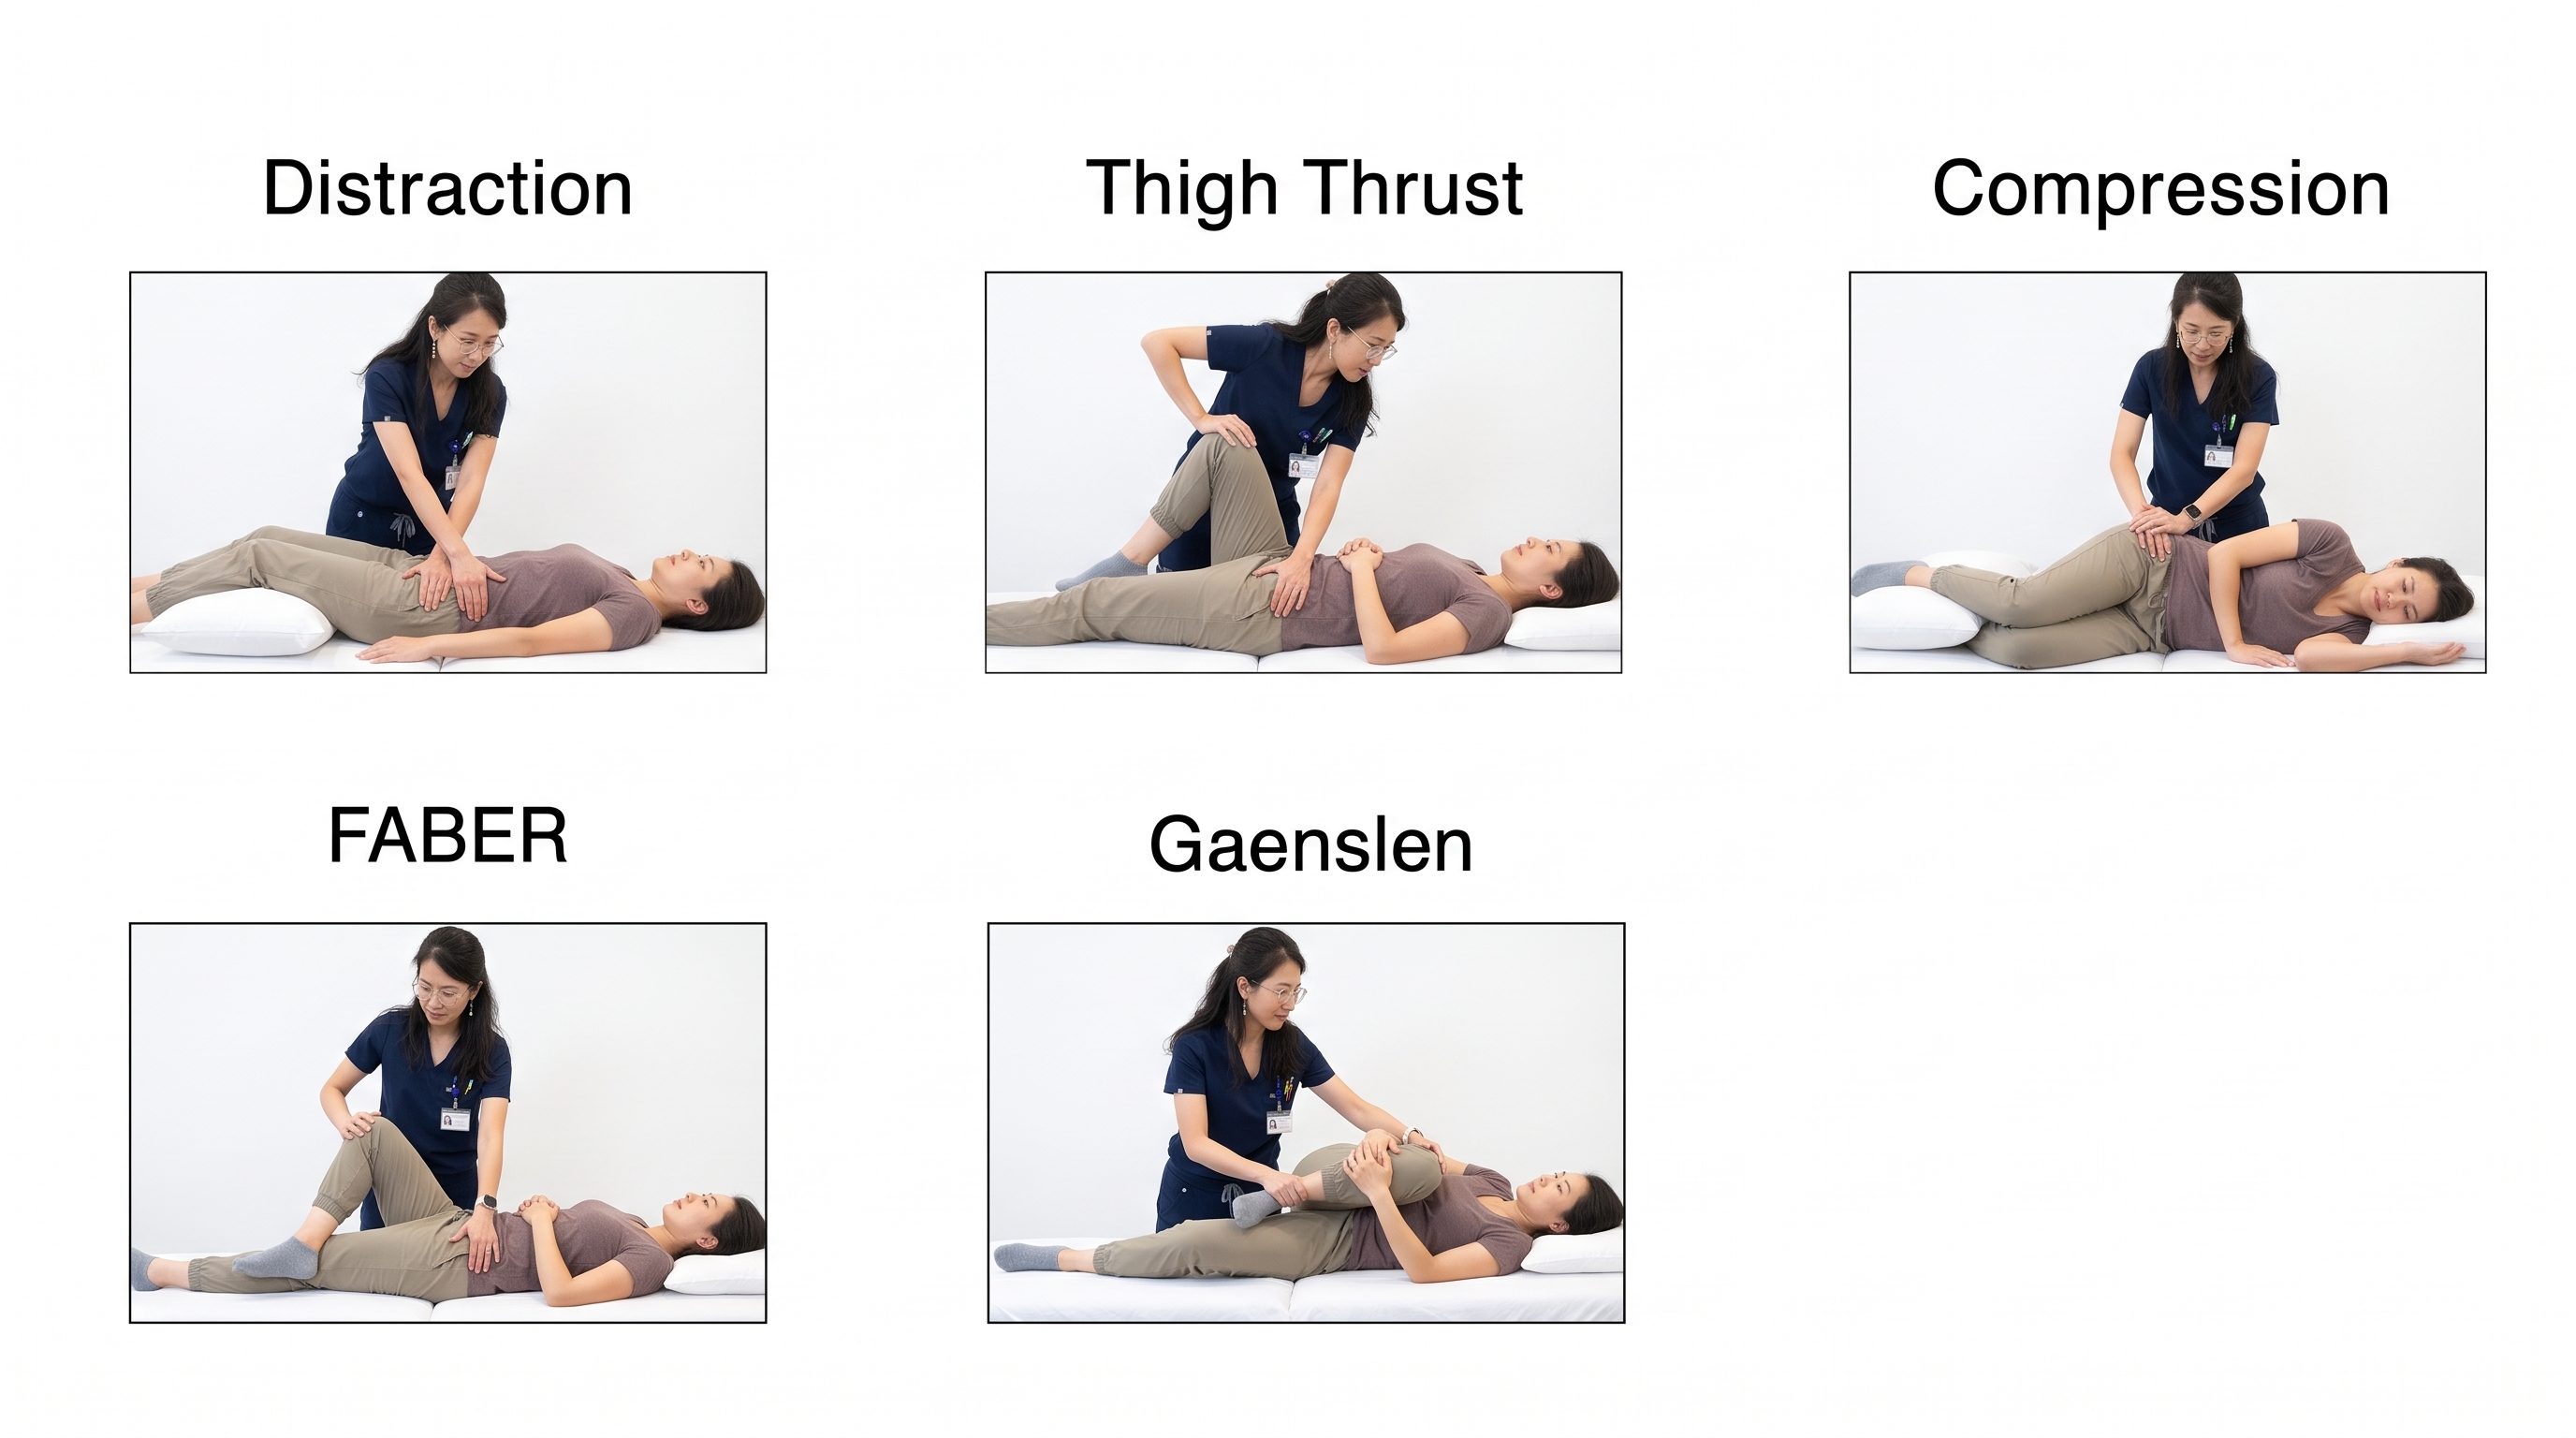 Distraction
Thigh Thrust
Compression
FABER
Gaenslen